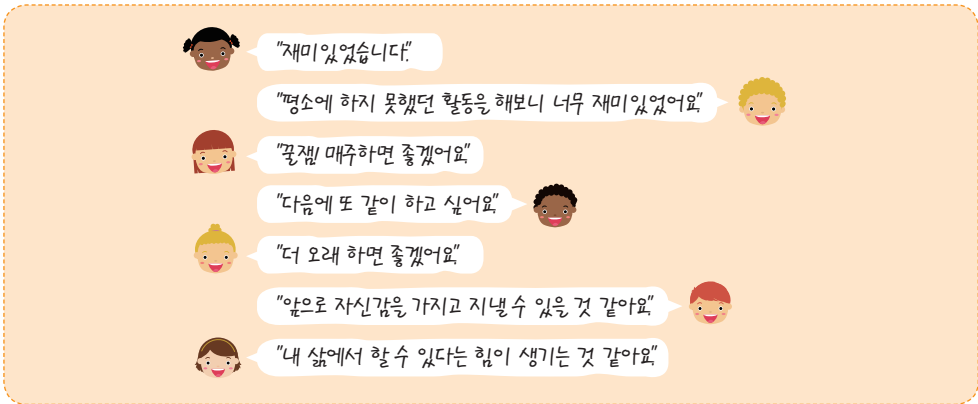 "재미있었습니다."
"평소에 하지 못했던 활동을 해보니 너무 재미있었어요."
"꿀잼! 매주하면 좋겠어요."
"다음에 또 같이 하고 싶어요."
"더 오래 하면 좋겠어요."
"앞으로 자신감을 가지고 지낼 수 있을 것 같아요."
"내 삶에서 할 수 있다는 힘이 생기는 것 같아요."